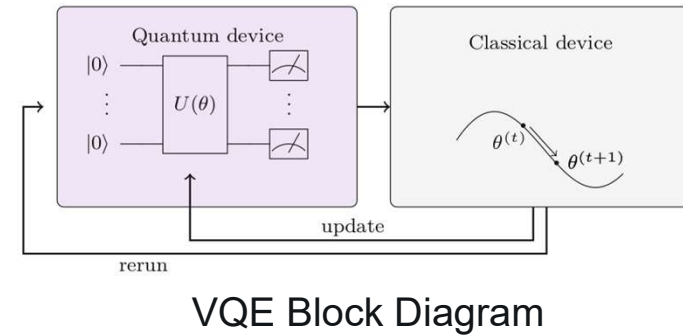 Quantum device
|0⟩
⋮
U(θ)
⋮
|0⟩
Classical device
θ^(t)
θ^(t+1)
update
rerun
VQE Block Diagram